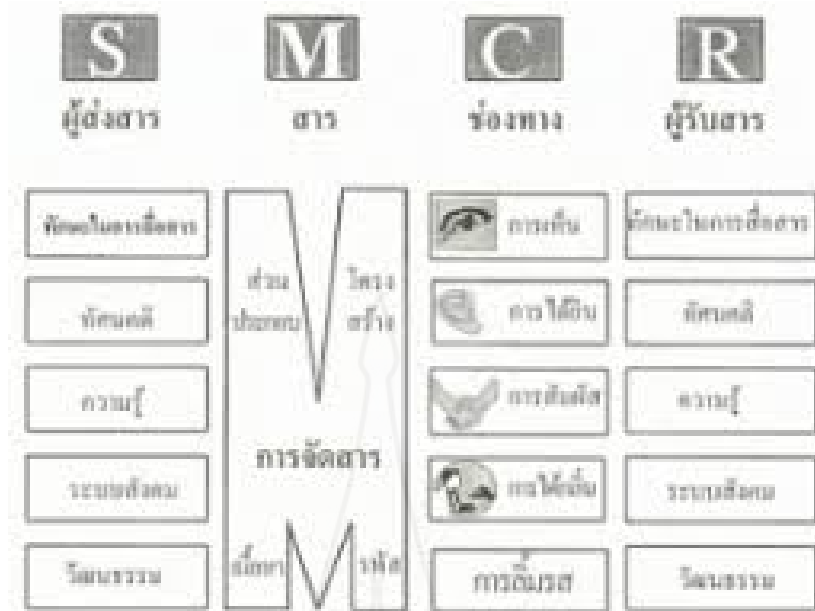 S M C R
ผู้ส่งสาร สาร ช่องทาง ผู้รับสาร
ทักษะในการสื่อสาร
ทัศนคติ
ความรู้
ระบบสังคม
วัฒนธรรม
ส่วน
ประกอบ
โครง
สร้าง
การจัดสาร
เนื้อหา
รหัส
การเห็น
การได้ยิน
การสัมผัส
การได้กลิ่น
การลิ้มรส
ทักษะในการสื่อสาร
ทัศนคติ
ความรู้
ระบบสังคม
วัฒนธรรม